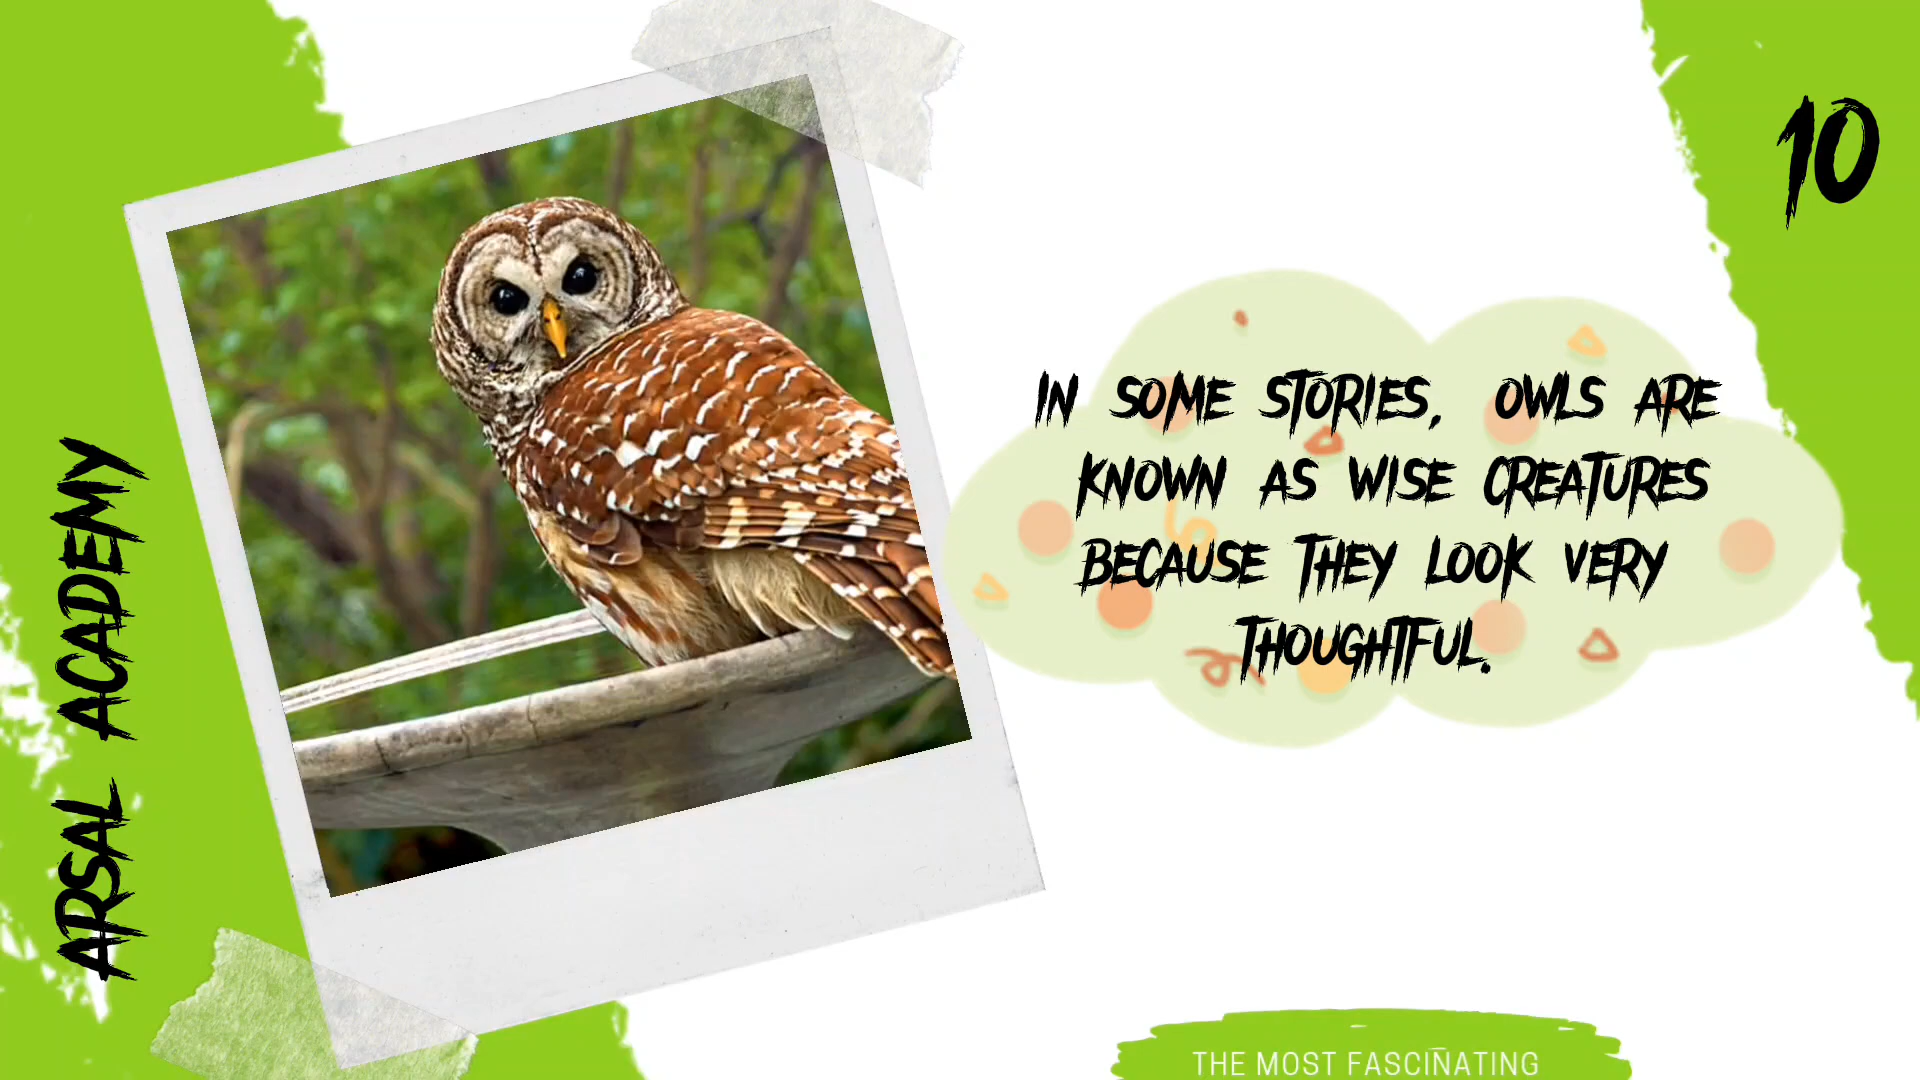 10
IN SOME STORIES, OWLS ARE
KNOWN AS WISE CREATURES
BECAUSE THEY LOOK VERY
THOUGHTFUL.
ARSAL ACADEMY
THE MOST FASCINATING